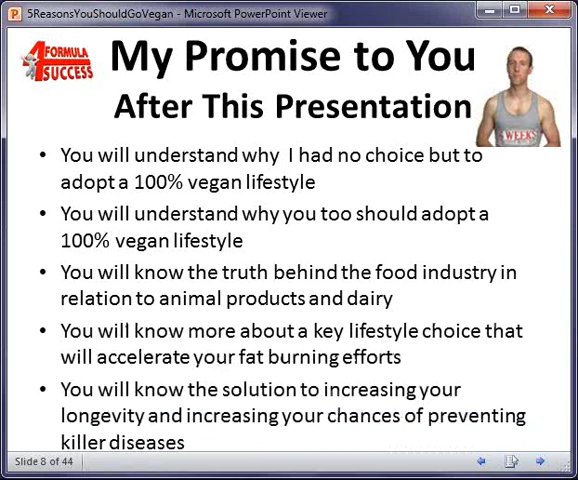 5ReasonsYouShouldGoVegan - Microsoft PowerPoint Viewer
4 FORMULA
SUCCESS
My Promise to You
After This Presentation
WEEKS
• You will understand why I had no choice but to
adopt a 100% vegan lifestyle
• You will understand why you too should adopt a
100% vegan lifestyle
• You will know the truth behind the food industry in
relation to animal products and dairy
• You will know more about a key lifestyle choice that
will accelerate your fat burning efforts
• You will know the solution to increasing your
longevity and increasing your chances of preventing
killer diseases
Slide 8 of 44